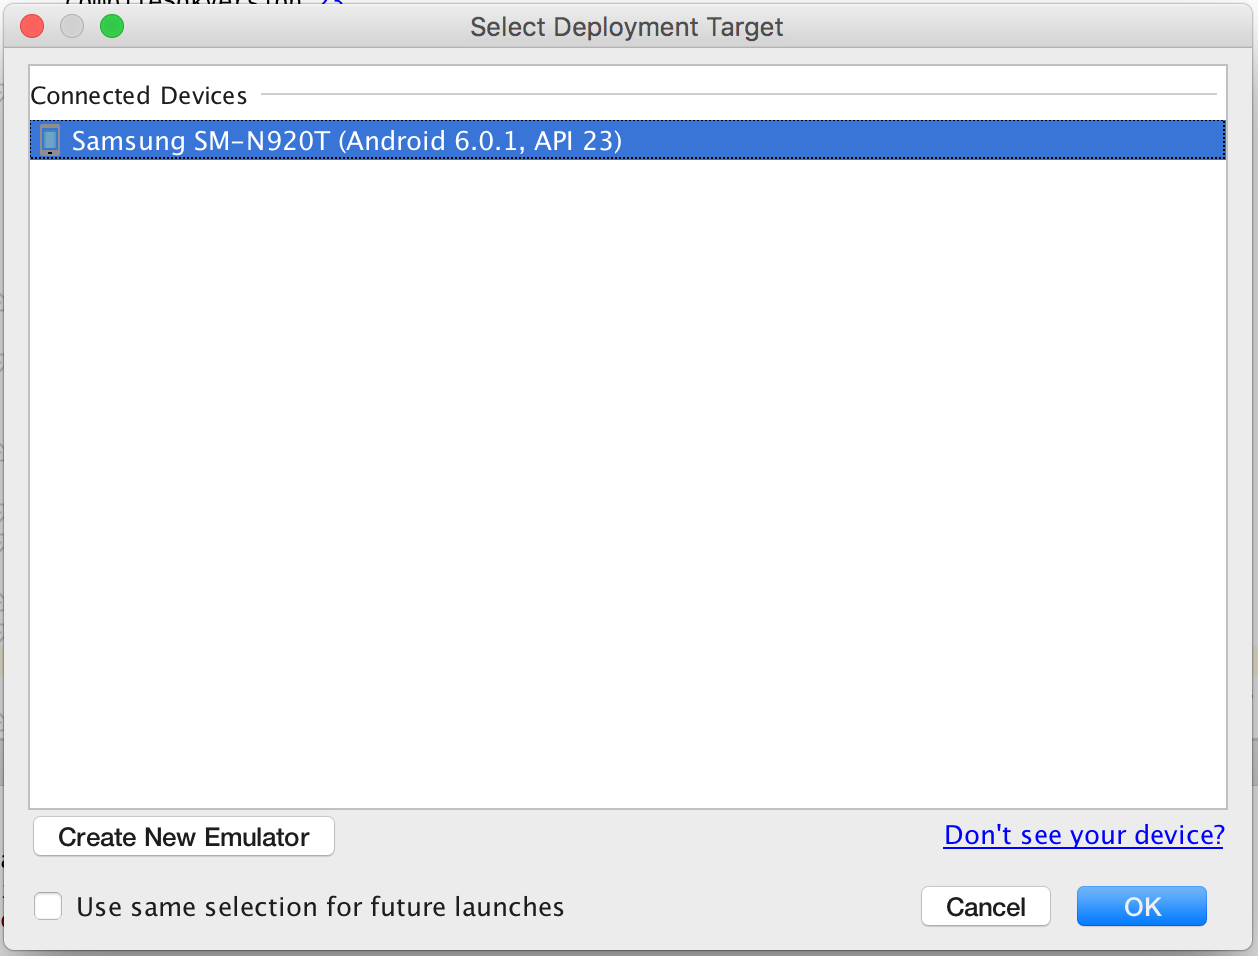 Select Deployment Target
Connected Devices
Samsung SM-N920T (Android 6.0.1, API 23)
Create New Emulator
Don't see your device?
Use same selection for future launches
Cancel
OK